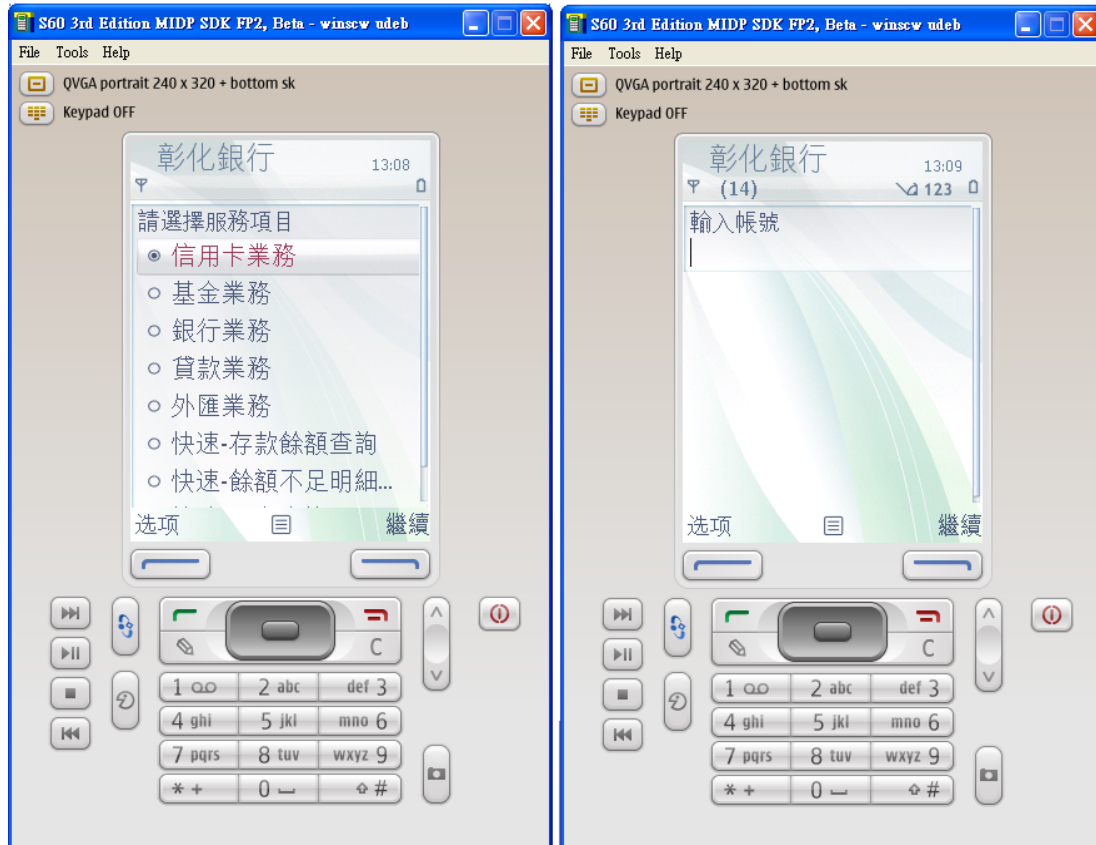 S60 3rd Edition MIDP SDK FP2, Beta - winscw udeb
File Tools Help
QVGA portrait 240 x 320 + bottom sk
Keypad OFF
彰化銀行
13:08
請選擇服務項目
信用卡業務
基金業務
銀行業務
貸款業務
外匯業務
快速-存款餘額查詢
快速-餘額不足明細...
选项 繼續
C
1 2 abc def 3
4 ghi 5 jkl mno 6
7 pqrs 8 tuv wxyz 9
* + 0 #
S60 3rd Edition MIDP SDK FP2, Beta - winscw udeb
File Tools Help
QVGA portrait 240 x 320 + bottom sk
Keypad OFF
彰化銀行
13:09
(14) 123
輸入帳號
选项 繼續
C
1 2 abc def 3
4 ghi 5 jkl mno 6
7 pqrs 8 tuv wxyz 9
* + 0 #